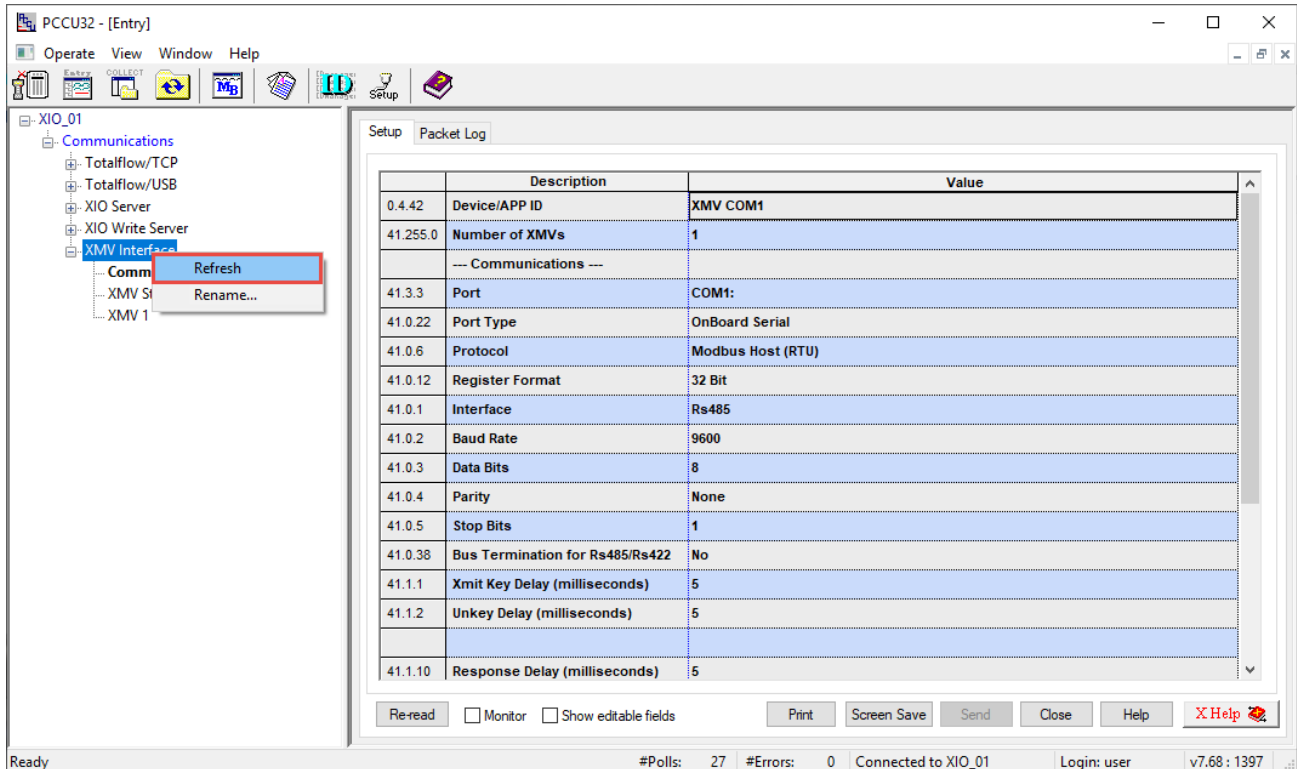 PCCU32 - [Entry]
Operate View Window Help
Entry COLLECT MB ID Setup
XIO_01
Communications
Totalflow/TCP
Totalflow/USB
XIO Server
XIO Write Server
XMV Interface
Comm
XMV St
XMV 1
Refresh
Rename...
Setup Packet Log
Description Value
0.4.42 Device/APP ID XMV COM1
41.255.0 Number of XMVs 1
--- Communications ---
41.3.3 Port COM1:
41.0.22 Port Type OnBoard Serial
41.0.6 Protocol Modbus Host (RTU)
41.0.12 Register Format 32 Bit
41.0.1 Interface Rs485
41.0.2 Baud Rate 9600
41.0.3 Data Bits 8
41.0.4 Parity None
41.0.5 Stop Bits 1
41.0.38 Bus Termination for Rs485/Rs422 No
41.1.1 Xmit Key Delay (milliseconds) 5
41.1.2 Unkey Delay (milliseconds) 5
41.1.10 Response Delay (milliseconds) 5
Re-read Monitor Show editable fields Print Screen Save Send Close Help X Help
Ready #Polls: 27 #Errors: 0 Connected to XIO_01 Login: user v7.68 : 1397